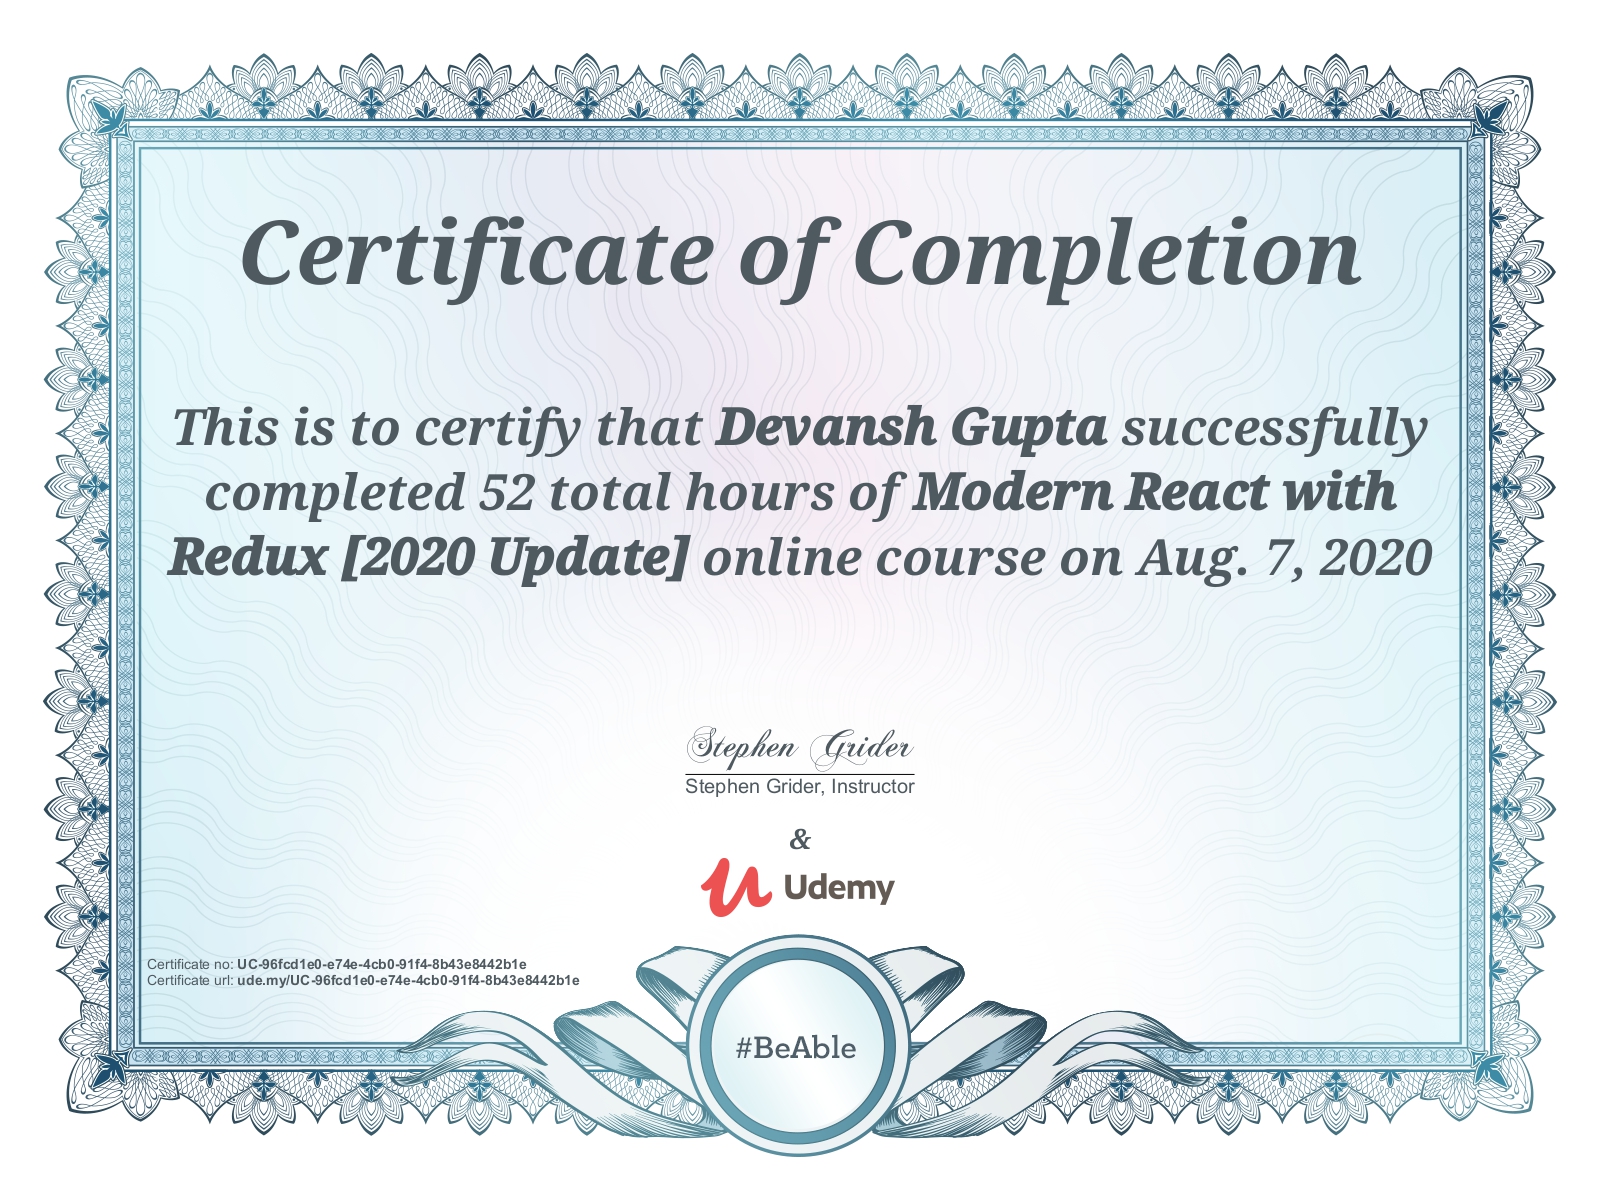 Certificate of Completion
This is to certify that Devansh Gupta successfully
completed 52 total hours of Modern React with
Redux [2020 Update] online course on Aug. 7, 2020
Stephen Grider
Stephen Grider, Instructor
&
Udemy
Certificate no: UC-96fcd1e0-e74e-4cb0-91f4-8b43e8442b1e
Certificate url: ude.my/UC-96fcd1e0-e74e-4cb0-91f4-8b43e8442b1e
#BeAble